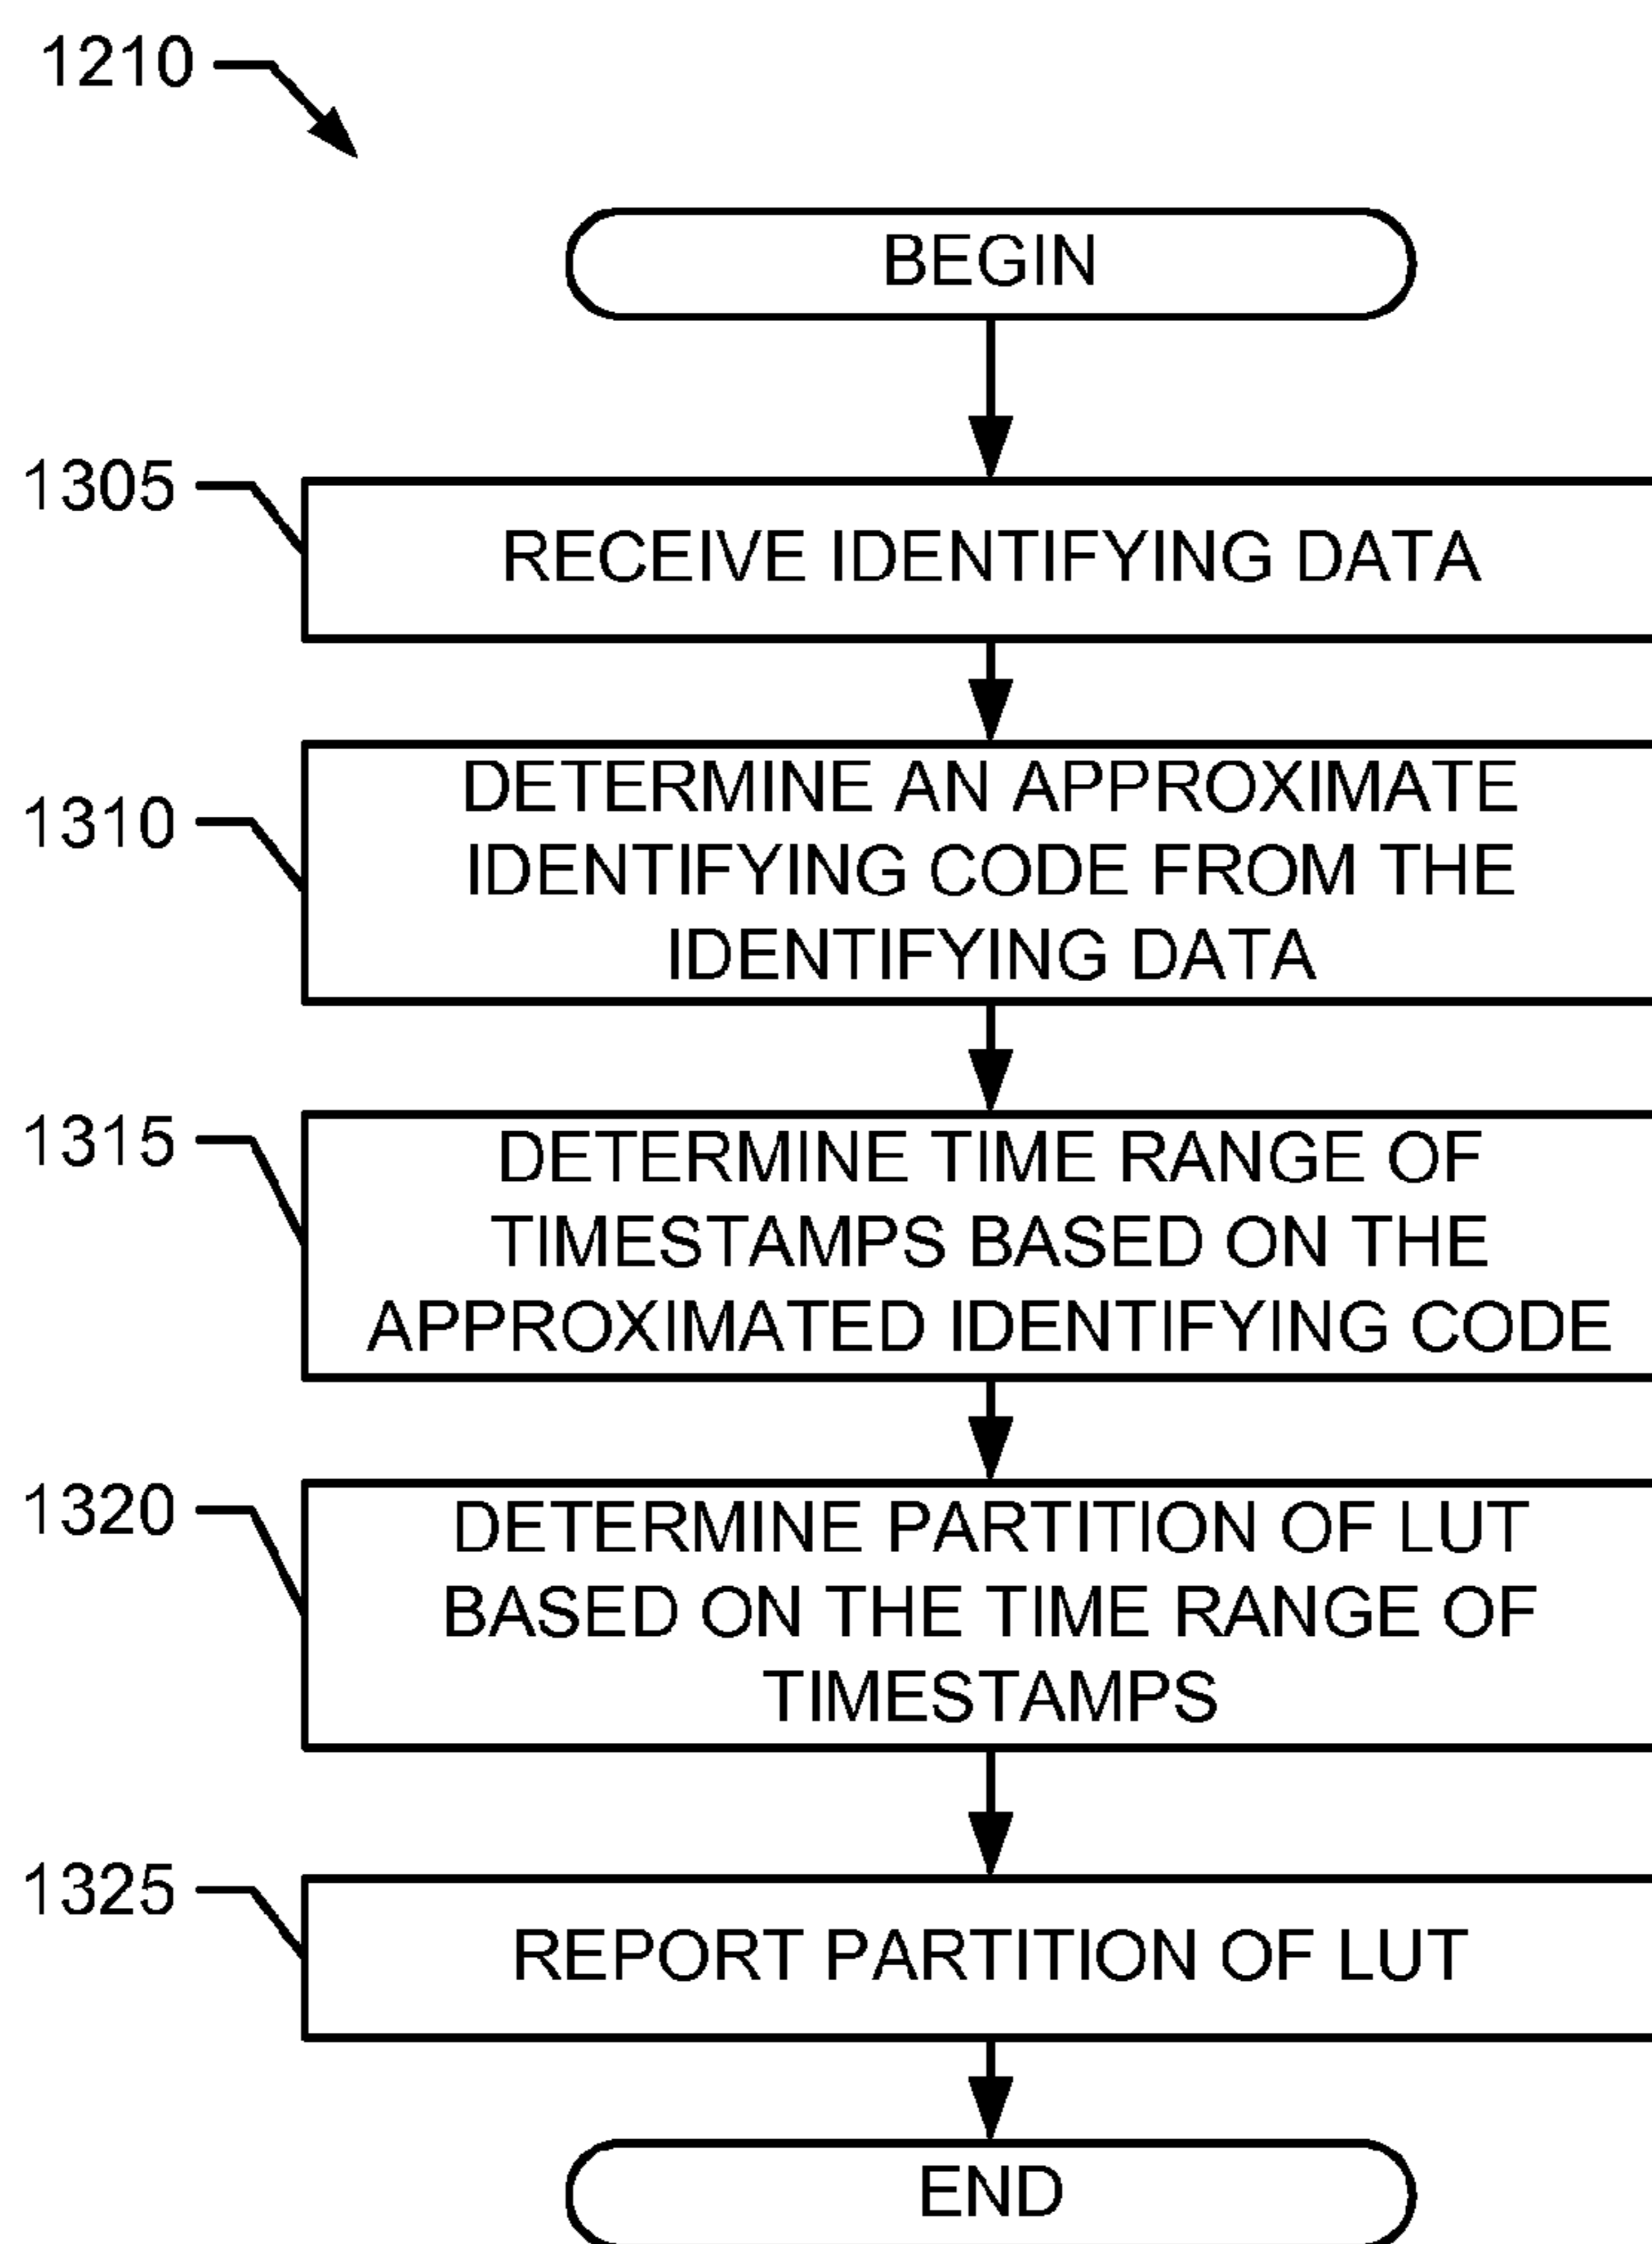 1210
BEGIN
1305
RECEIVE IDENTIFYING DATA
1310
DETERMINE AN APPROXIMATE
IDENTIFYING CODE FROM THE
IDENTIFYING DATA
1315
DETERMINE TIME RANGE OF
TIMESTAMPS BASED ON THE
APPROXIMATED IDENTIFYING CODE
1320
DETERMINE PARTITION OF LUT
BASED ON THE TIME RANGE OF
TIMESTAMPS
1325
REPORT PARTITION OF LUT
END